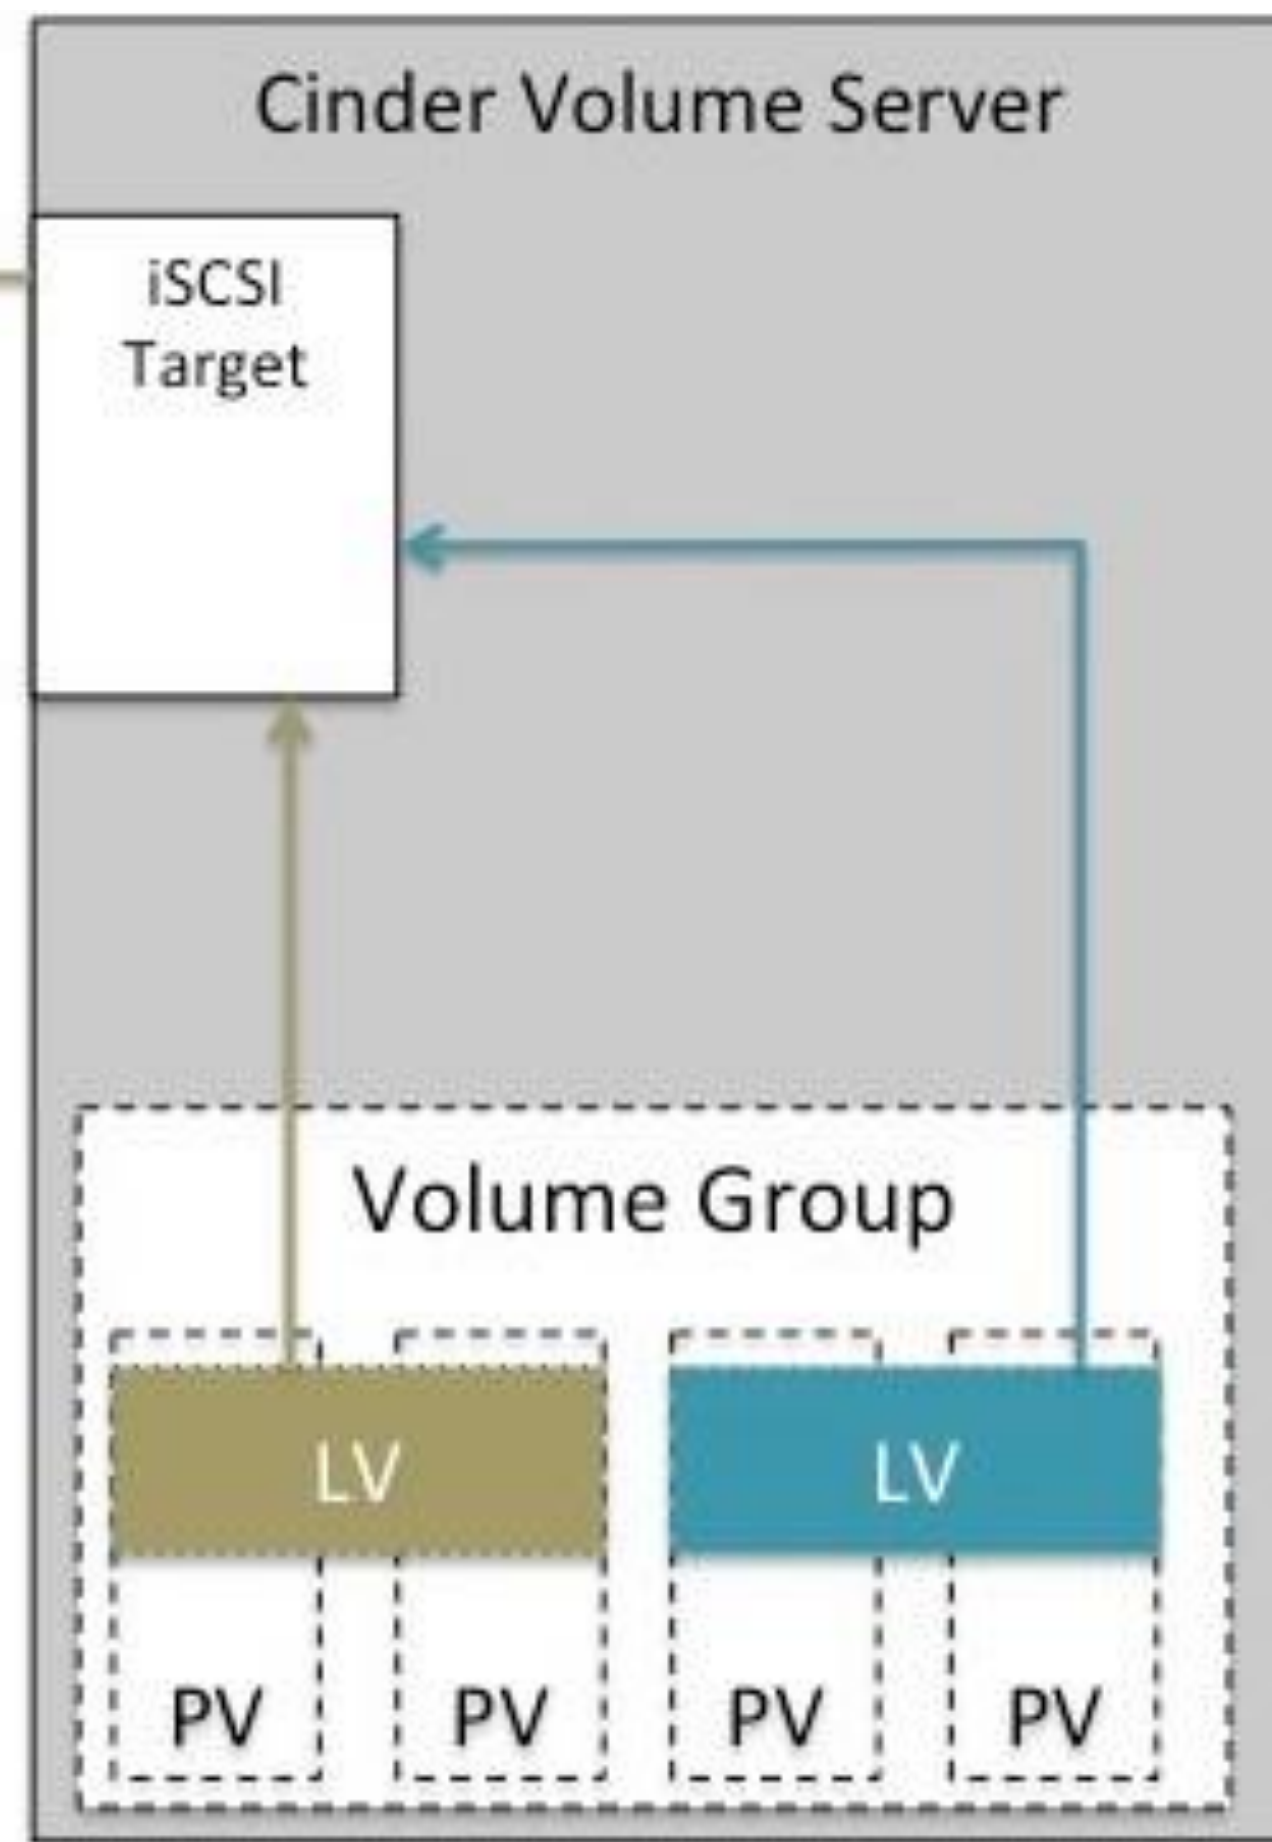 Cinder Volume Server
iSCSI
Target
Volume Group
LV LV
PV PV PV PV